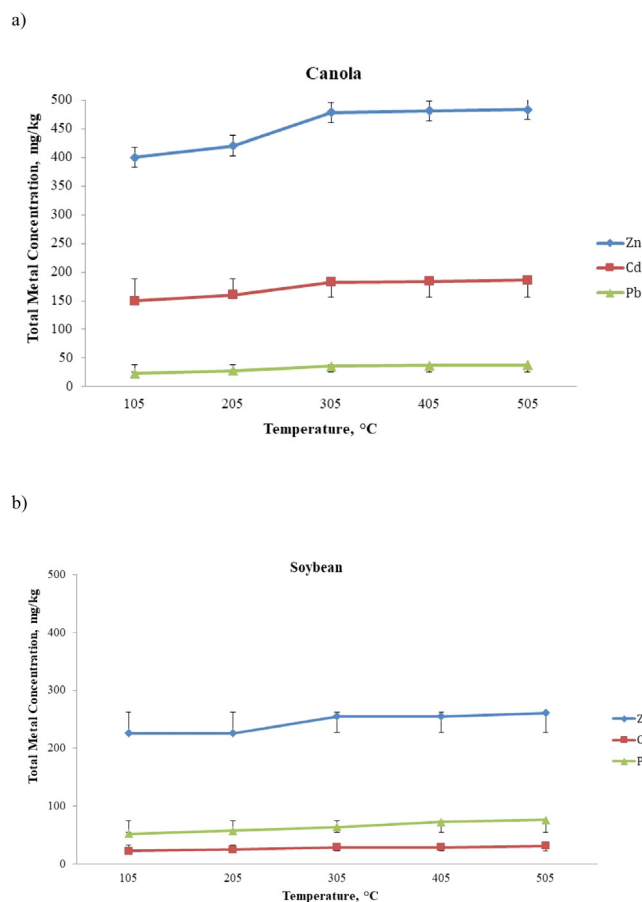 a)
Canola
Total Metal Concentration, mg/kg
500
450
400
350
300
250
200
150
100
50
0
105 205 305 405 505
Temperature, °C
Zn
Cd
Pb
b)
Soybean
Total Metal Concentration, mg/kg
500
400
300
200
100
0
105 205 305 405 505
Temperature, °C